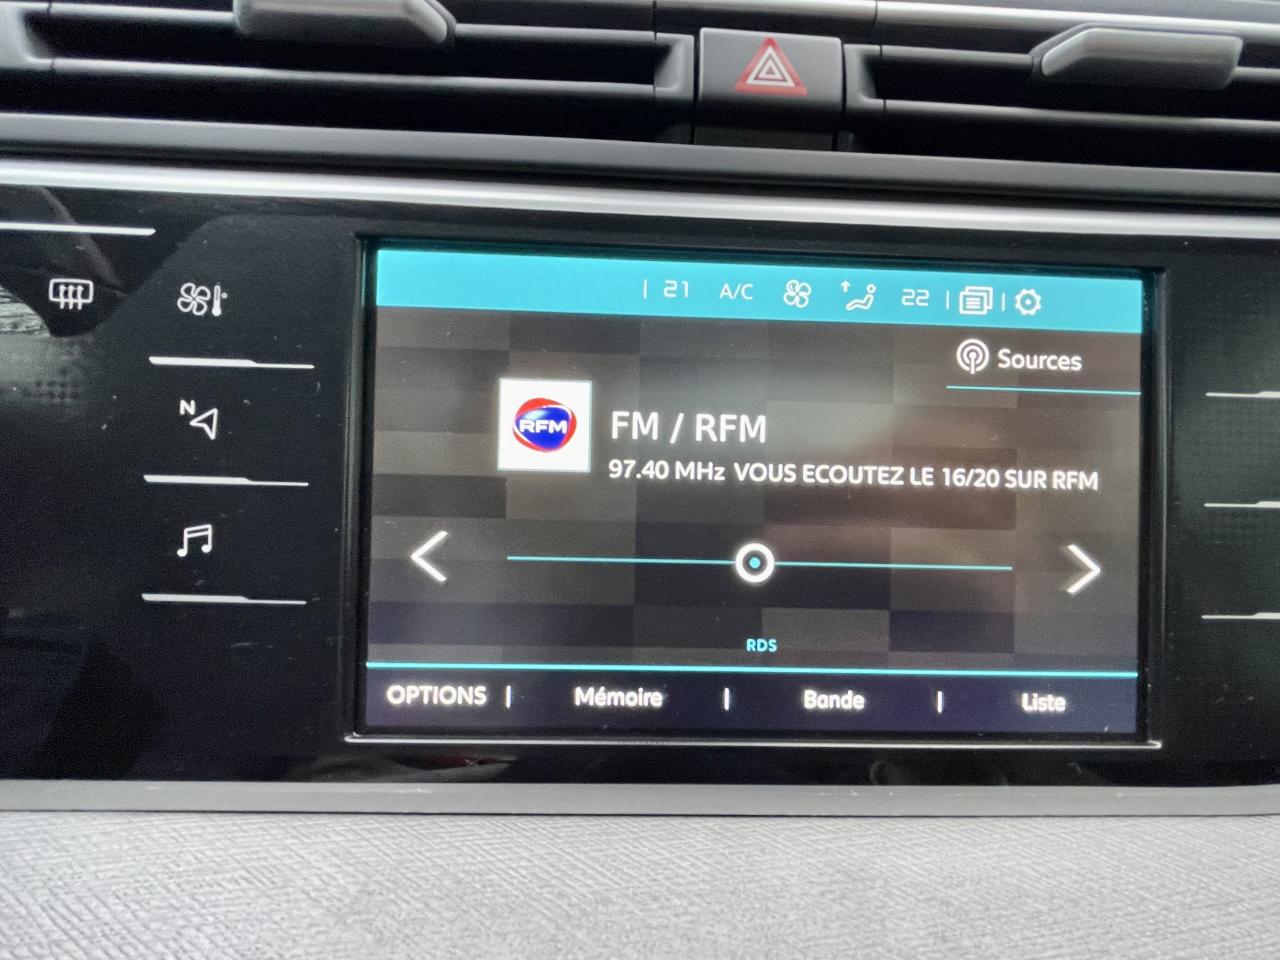 21 A/C 22
Sources
RFM
FM / RFM
97.40 MHz VOUS ECOUTEZ LE 16/20 SUR RFM
N
RDS
OPTIONS | Mémoire | Bande | Liste